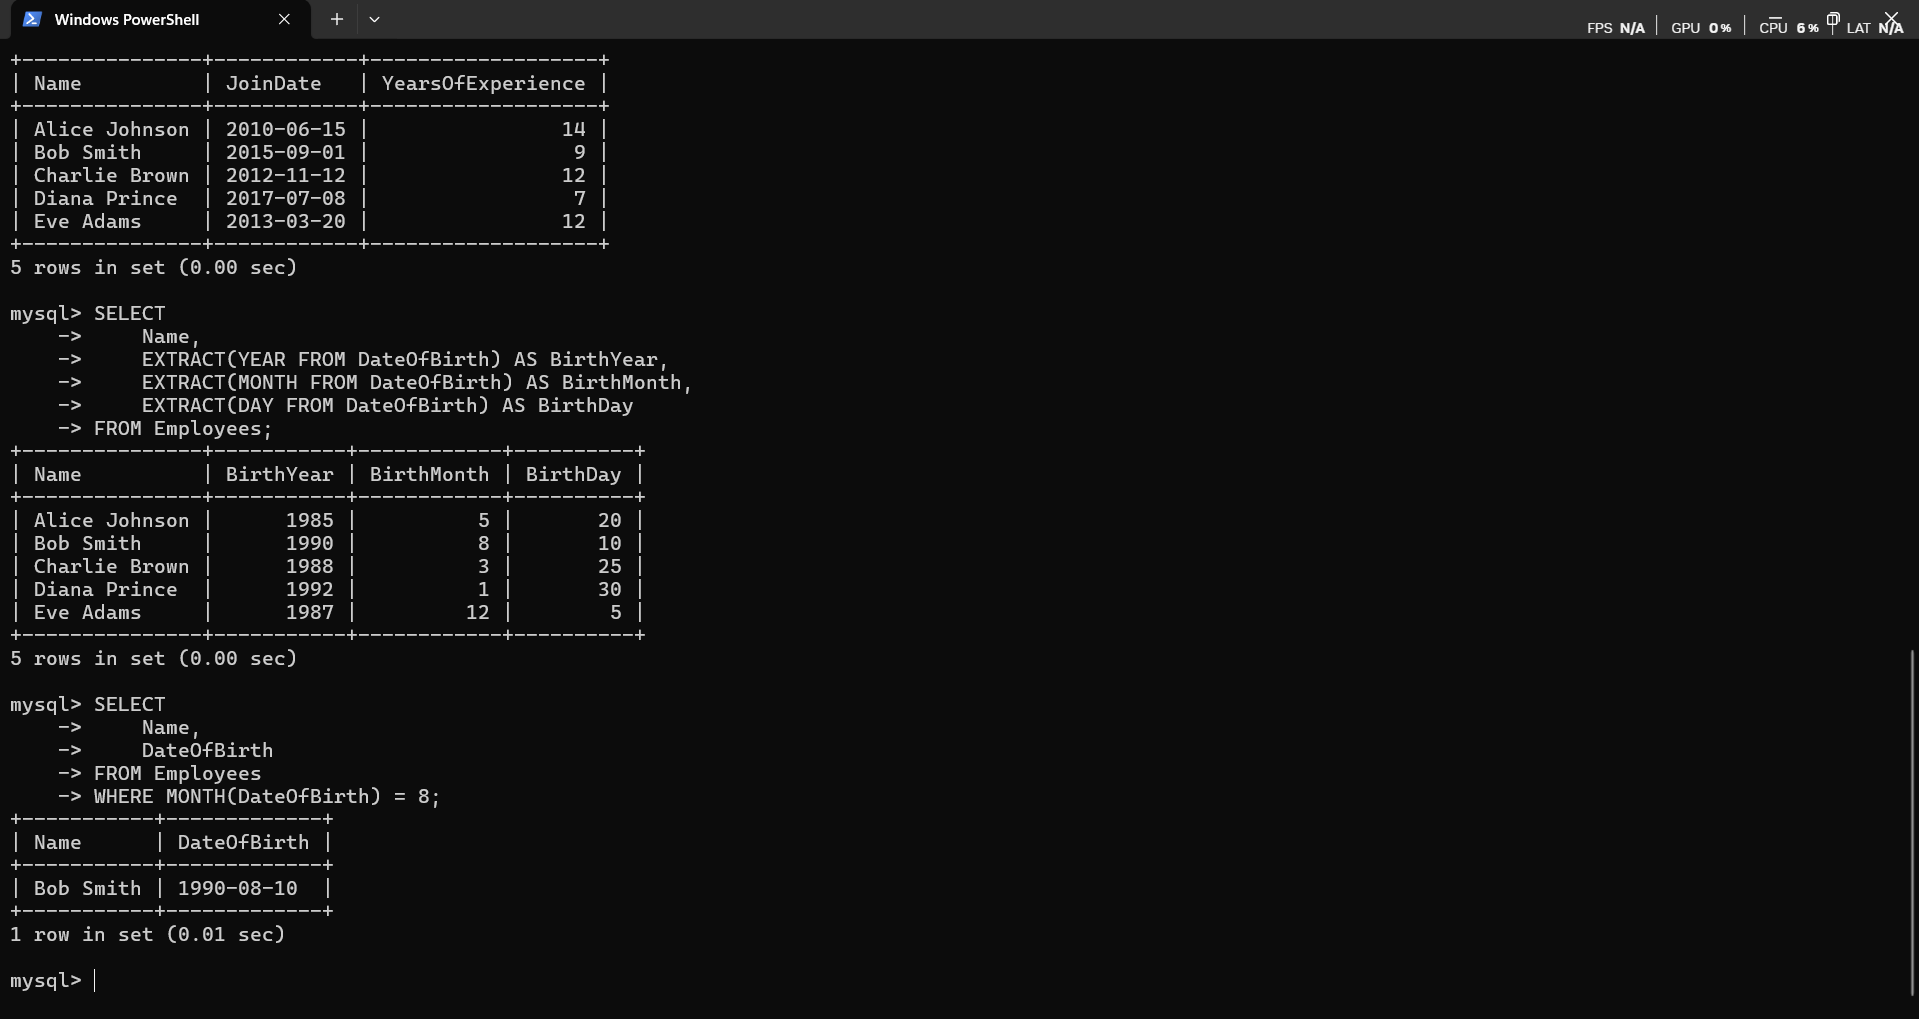 Windows PowerShell
FPS N/A | GPU 0% | CPU 6% | LAT N/A
+---------------+------------+-------------------+
| Name          | JoinDate   | YearsOfExperience |
+---------------+------------+-------------------+
| Alice Johnson | 2010-06-15 |                14 |
| Bob Smith     | 2015-09-01 |                 9 |
| Charlie Brown | 2012-11-12 |                12 |
| Diana Prince  | 2017-07-08 |                 7 |
| Eve Adams     | 2013-03-20 |                12 |
+---------------+------------+-------------------+
5 rows in set (0.00 sec)
mysql> SELECT
    ->     Name,
    ->     EXTRACT(YEAR FROM DateOfBirth) AS BirthYear,
    ->     EXTRACT(MONTH FROM DateOfBirth) AS BirthMonth,
    ->     EXTRACT(DAY FROM DateOfBirth) AS BirthDay
    -> FROM Employees;
+---------------+-----------+------------+----------+
| Name          | BirthYear | BirthMonth | BirthDay |
+---------------+-----------+------------+----------+
| Alice Johnson |      1985 |          5 |       20 |
| Bob Smith     |      1990 |          8 |       10 |
| Charlie Brown |      1988 |          3 |       25 |
| Diana Prince  |      1992 |          1 |       30 |
| Eve Adams     |      1987 |         12 |        5 |
+---------------+-----------+------------+----------+
5 rows in set (0.00 sec)
mysql> SELECT
    ->     Name,
    ->     DateOfBirth
    -> FROM Employees
    -> WHERE MONTH(DateOfBirth) = 8;
+-----------+-------------+
| Name      | DateOfBirth |
+-----------+-------------+
| Bob Smith | 1990-08-10  |
+-----------+-------------+
1 row in set (0.01 sec)
mysql>